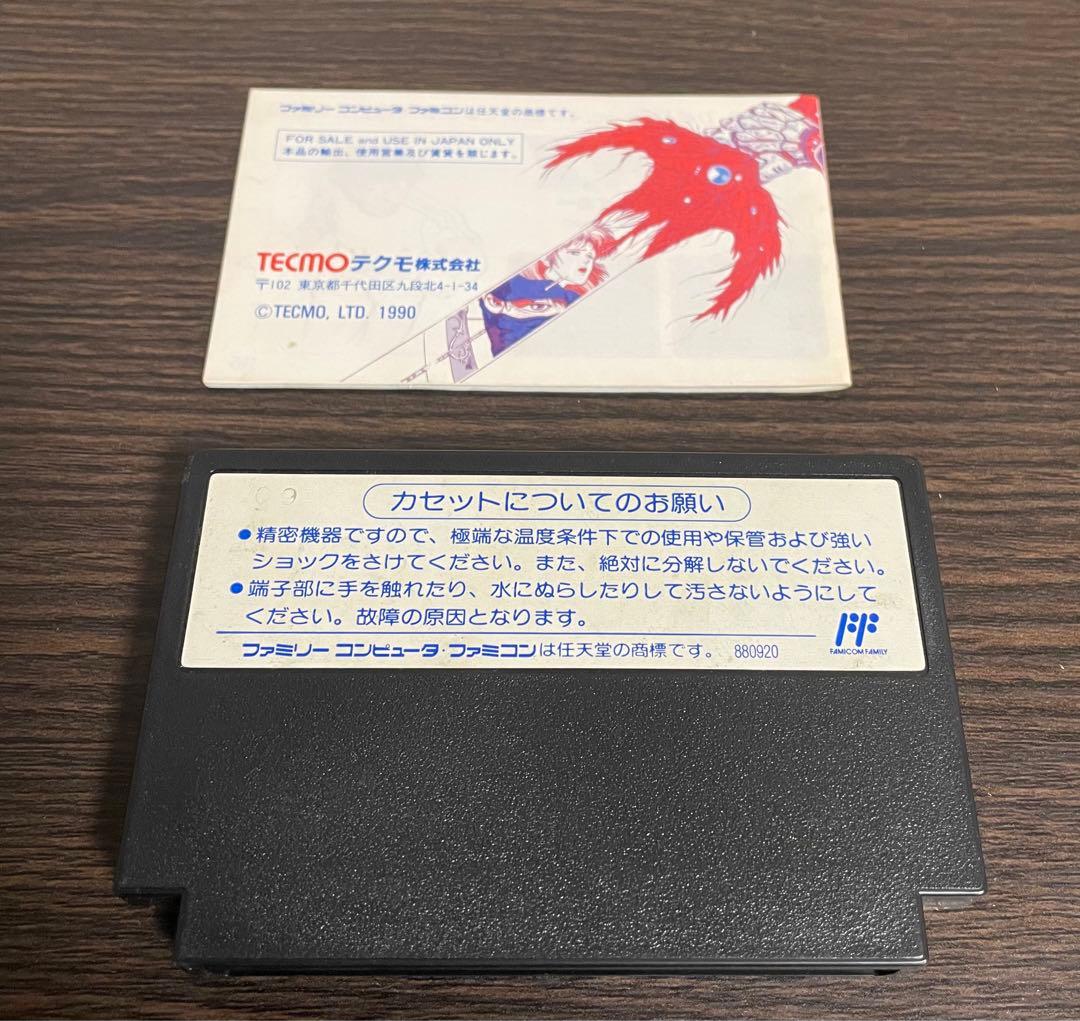 ファミリー コンピュータ ファミコンは任天堂の商標です。
FOR SALE and USE IN JAPAN ONLY
本品の輸出、使用営業及び賃貸を禁じます。
TECMO テクモ株式会社
〒102 東京都千代田区九段北4-1-34
©TECMO, LTD. 1990
09
カセットについてのお願い
●精密機器ですので、極端な温度条件下での使用や保管および強い
ショックをさけてください。また、絶対に分解しないでください。
●端子部に手を触れたり、水にぬらしたりして汚さないようにして
ください。故障の原因となります。
FF
FAMICOM FAMILY
ファミリー コンピュータ・ファミコンは任天堂の商標です。 880920